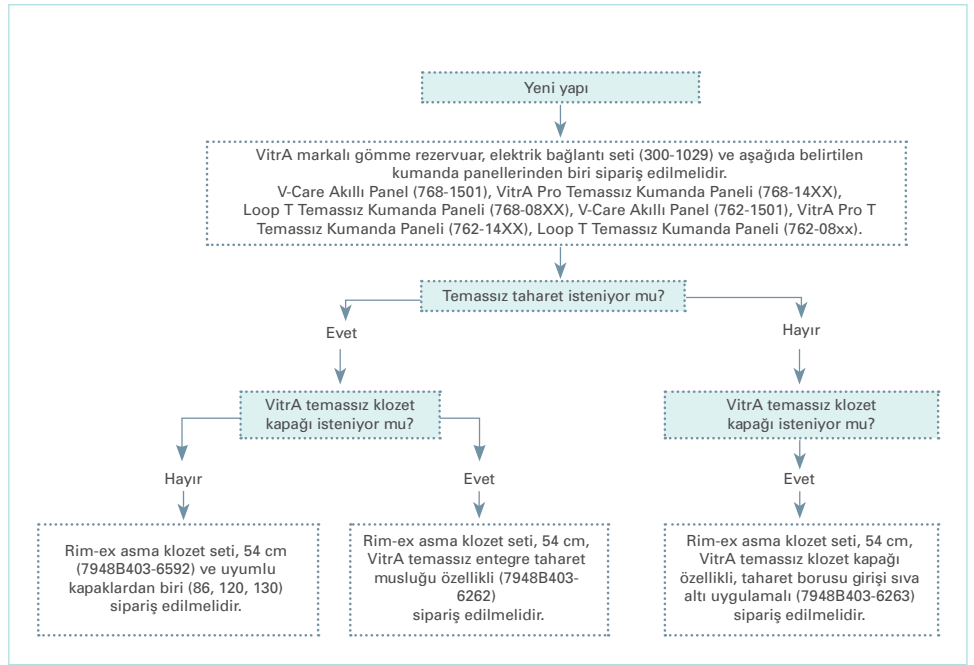 Yeni yapı
VitrA markalı gömme rezervuar, elektrik bağlantı seti (300-1029) ve aşağıda belirtilen
kumanda panellerinden biri sipariş edilmelidir.
V-Care Akıllı Panel (768-1501), VitrA Pro Temassız Kumanda Paneli (768-14XX),
Loop T Temassız Kumanda Paneli (768-08XX), V-Care Akıllı Panel (762-1501), VitrA Pro T
Temassız Kumanda Paneli (762-14XX), Loop T Temassız Kumanda Paneli (762-08xx).
Temassız taharet isteniyor mu?
Evet
Hayır
VitrA temassız klozet
kapağı isteniyor mu?
VitrA temassız klozet
kapağı isteniyor mu?
Hayır
Evet
Evet
Rim-ex asma klozet seti, 54 cm
(7948B403-6592) ve uyumlu
kapaklardan biri (86, 120, 130)
sipariş edilmelidir.
Rim-ex asma klozet seti, 54 cm,
VitrA temassız entegre taharet
musluğu özellikli (7948B403-
6262)
sipariş edilmelidir.
Rim-ex asma klozet seti, 54 cm,
VitrA temassız klozet kapağı
özellikli, taharet borusu girişi sıva
altı uygulamalı (7948B403-6263)
sipariş edilmelidir.